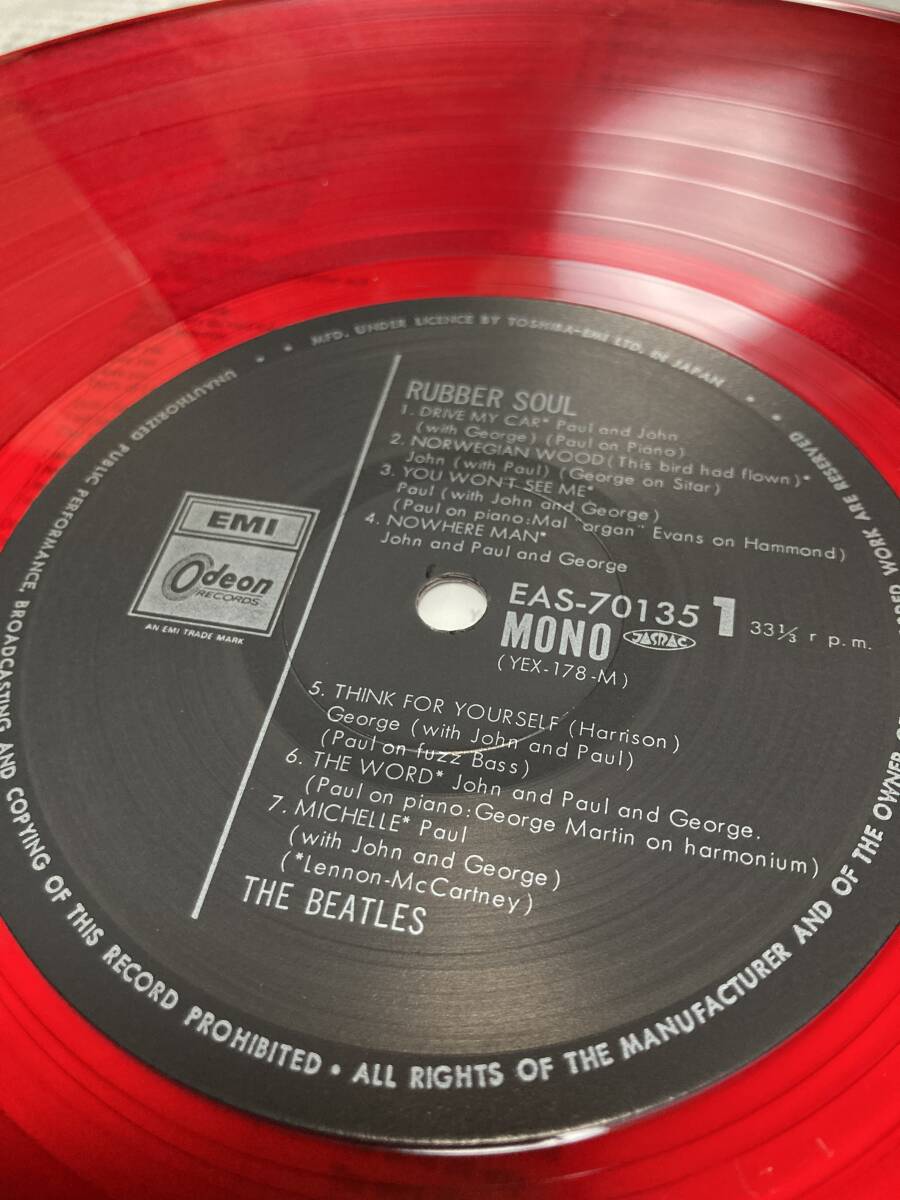 MFD. UNDER LICENCE BY TOSHIBA-EMI LTD. IN JAPAN
RUBBER SOUL
1. DRIVE MY CAR* Paul and John
(with George) (Paul on Piano)
2. NORWEGIAN WOOD (This bird had flown)*
John (with Paul) (George on Sitar)
3. YOU WON'T SEE ME*
Paul (with John and George)
(Paul on piano: Mal "organ" Evans on Hammond)
4. NOWHERE MAN*
John and Paul and George
EMI
Odeon
RECORDS
AN EMI TRADE MARK
EAS-70135 1 33⅓ r p.m.
MONO JASRAC
(YEX-178-M)
5. THINK FOR YOURSELF (Harrison)
George (with John and Paul)
(Paul on fuzz Bass)
6. THE WORD* John and Paul and George.
(Paul on piano: George Martin on harmonium)
7. MICHELLE* Paul
(with John and George)
(*Lennon-McCartney)
THE BEATLES
UNAUTHORIZED PUBLIC PERFORMANCE, BROADCASTING AND COPYING OF THIS RECORD PROHIBITED • ALL RIGHTS OF THE MANUFACTURER AND OF THE OWNER OF WORK ARE RESERVED